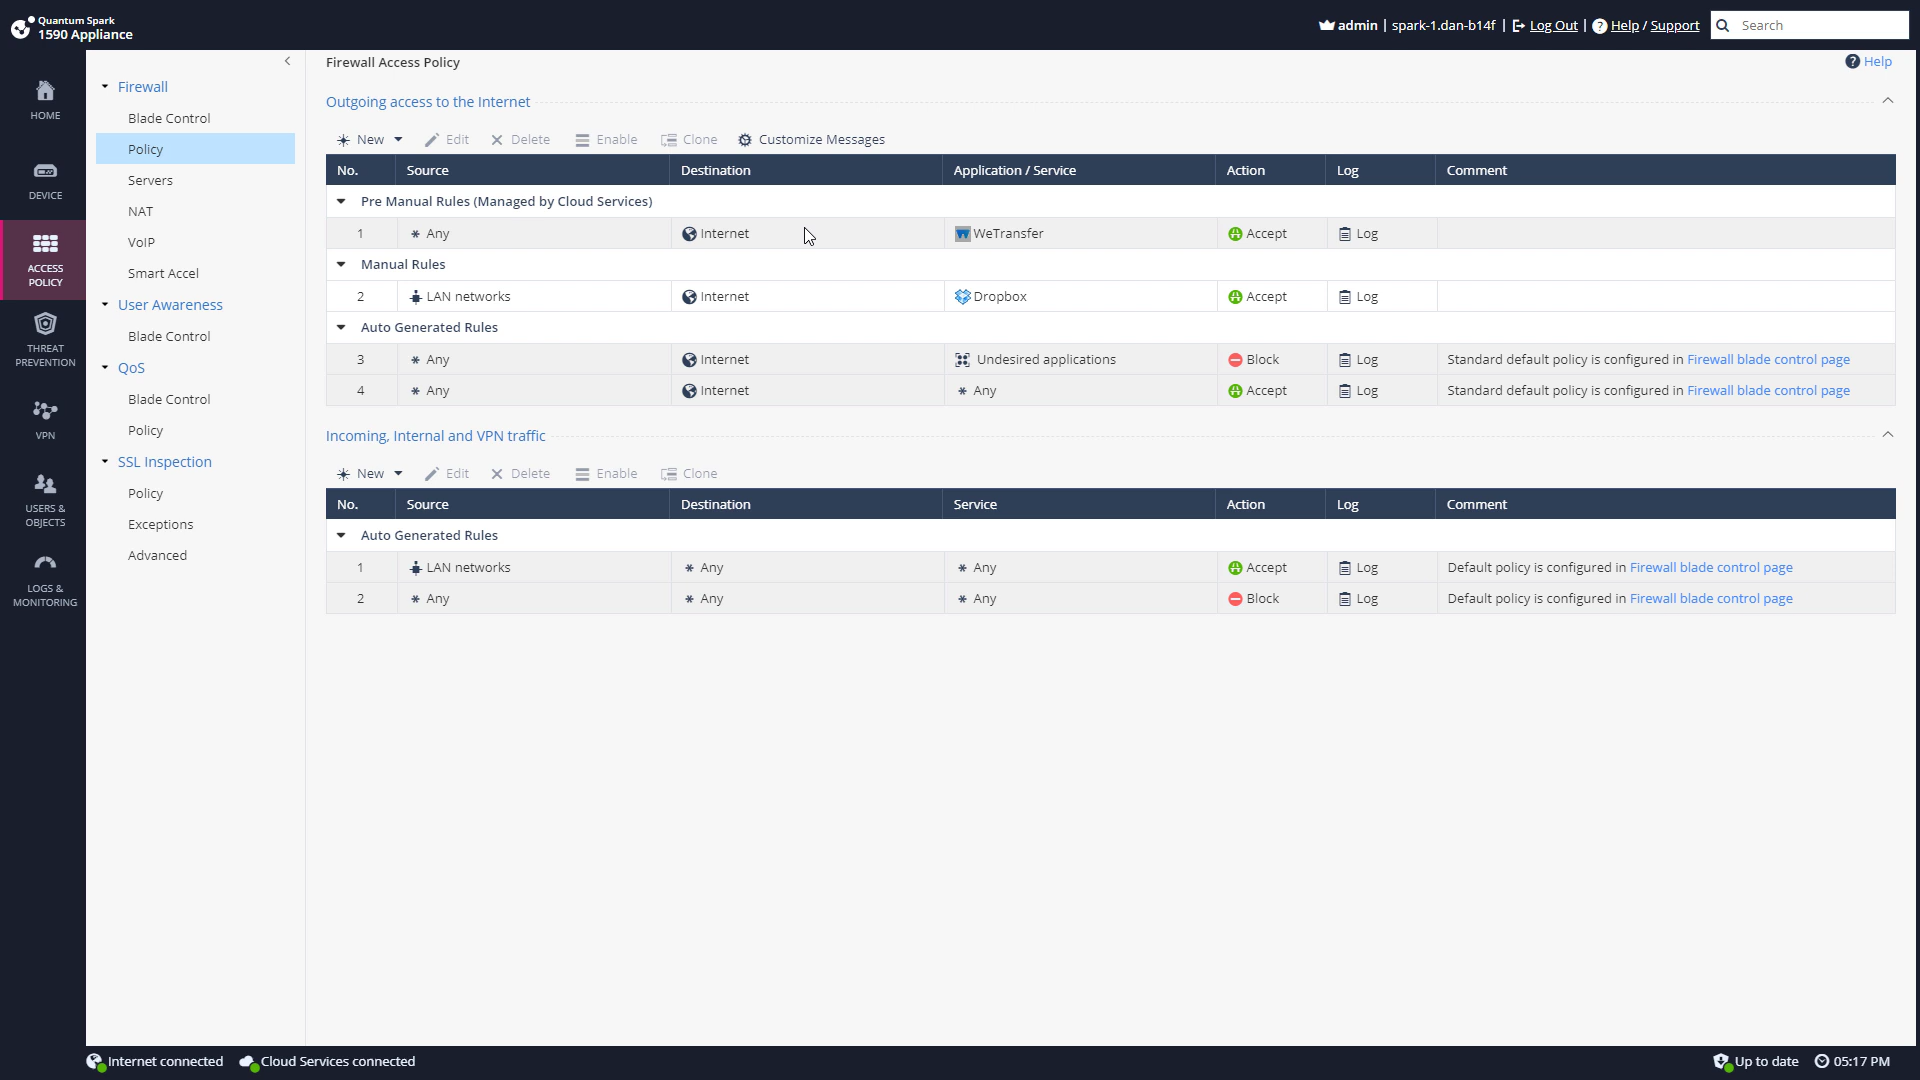 Quantum Spark
1590 Appliance
admin | spark-1.dan-b14f | Log Out | Help / Support
Search
HOME
DEVICE
ACCESS
POLICY
THREAT
PREVENTION
VPN
USERS &
OBJECTS
LOGS &
MONITORING
Firewall
Blade Control
Policy
Servers
NAT
VoIP
Smart Accel
User Awareness
Blade Control
QoS
Blade Control
Policy
SSL Inspection
Policy
Exceptions
Advanced
Firewall Access Policy
Help
Outgoing access to the Internet
New Edit Delete Enable Clone Customize Messages
No. Source Destination Application / Service Action Log Comment
Pre Manual Rules (Managed by Cloud Services)
1 * Any Internet WeTransfer Accept Log
Manual Rules
2 LAN networks Internet Dropbox Accept Log
Auto Generated Rules
3 * Any Internet Undesired applications Block Log Standard default policy is configured in Firewall blade control page
4 * Any Internet * Any Accept Log Standard default policy is configured in Firewall blade control page
Incoming, Internal and VPN traffic
New Edit Delete Enable Clone
No. Source Destination Service Action Log Comment
Auto Generated Rules
1 LAN networks * Any * Any Accept Log Default policy is configured in Firewall blade control page
2 * Any * Any * Any Block Log Default policy is configured in Firewall blade control page
Internet connected Cloud Services connected Up to date 05:17 PM